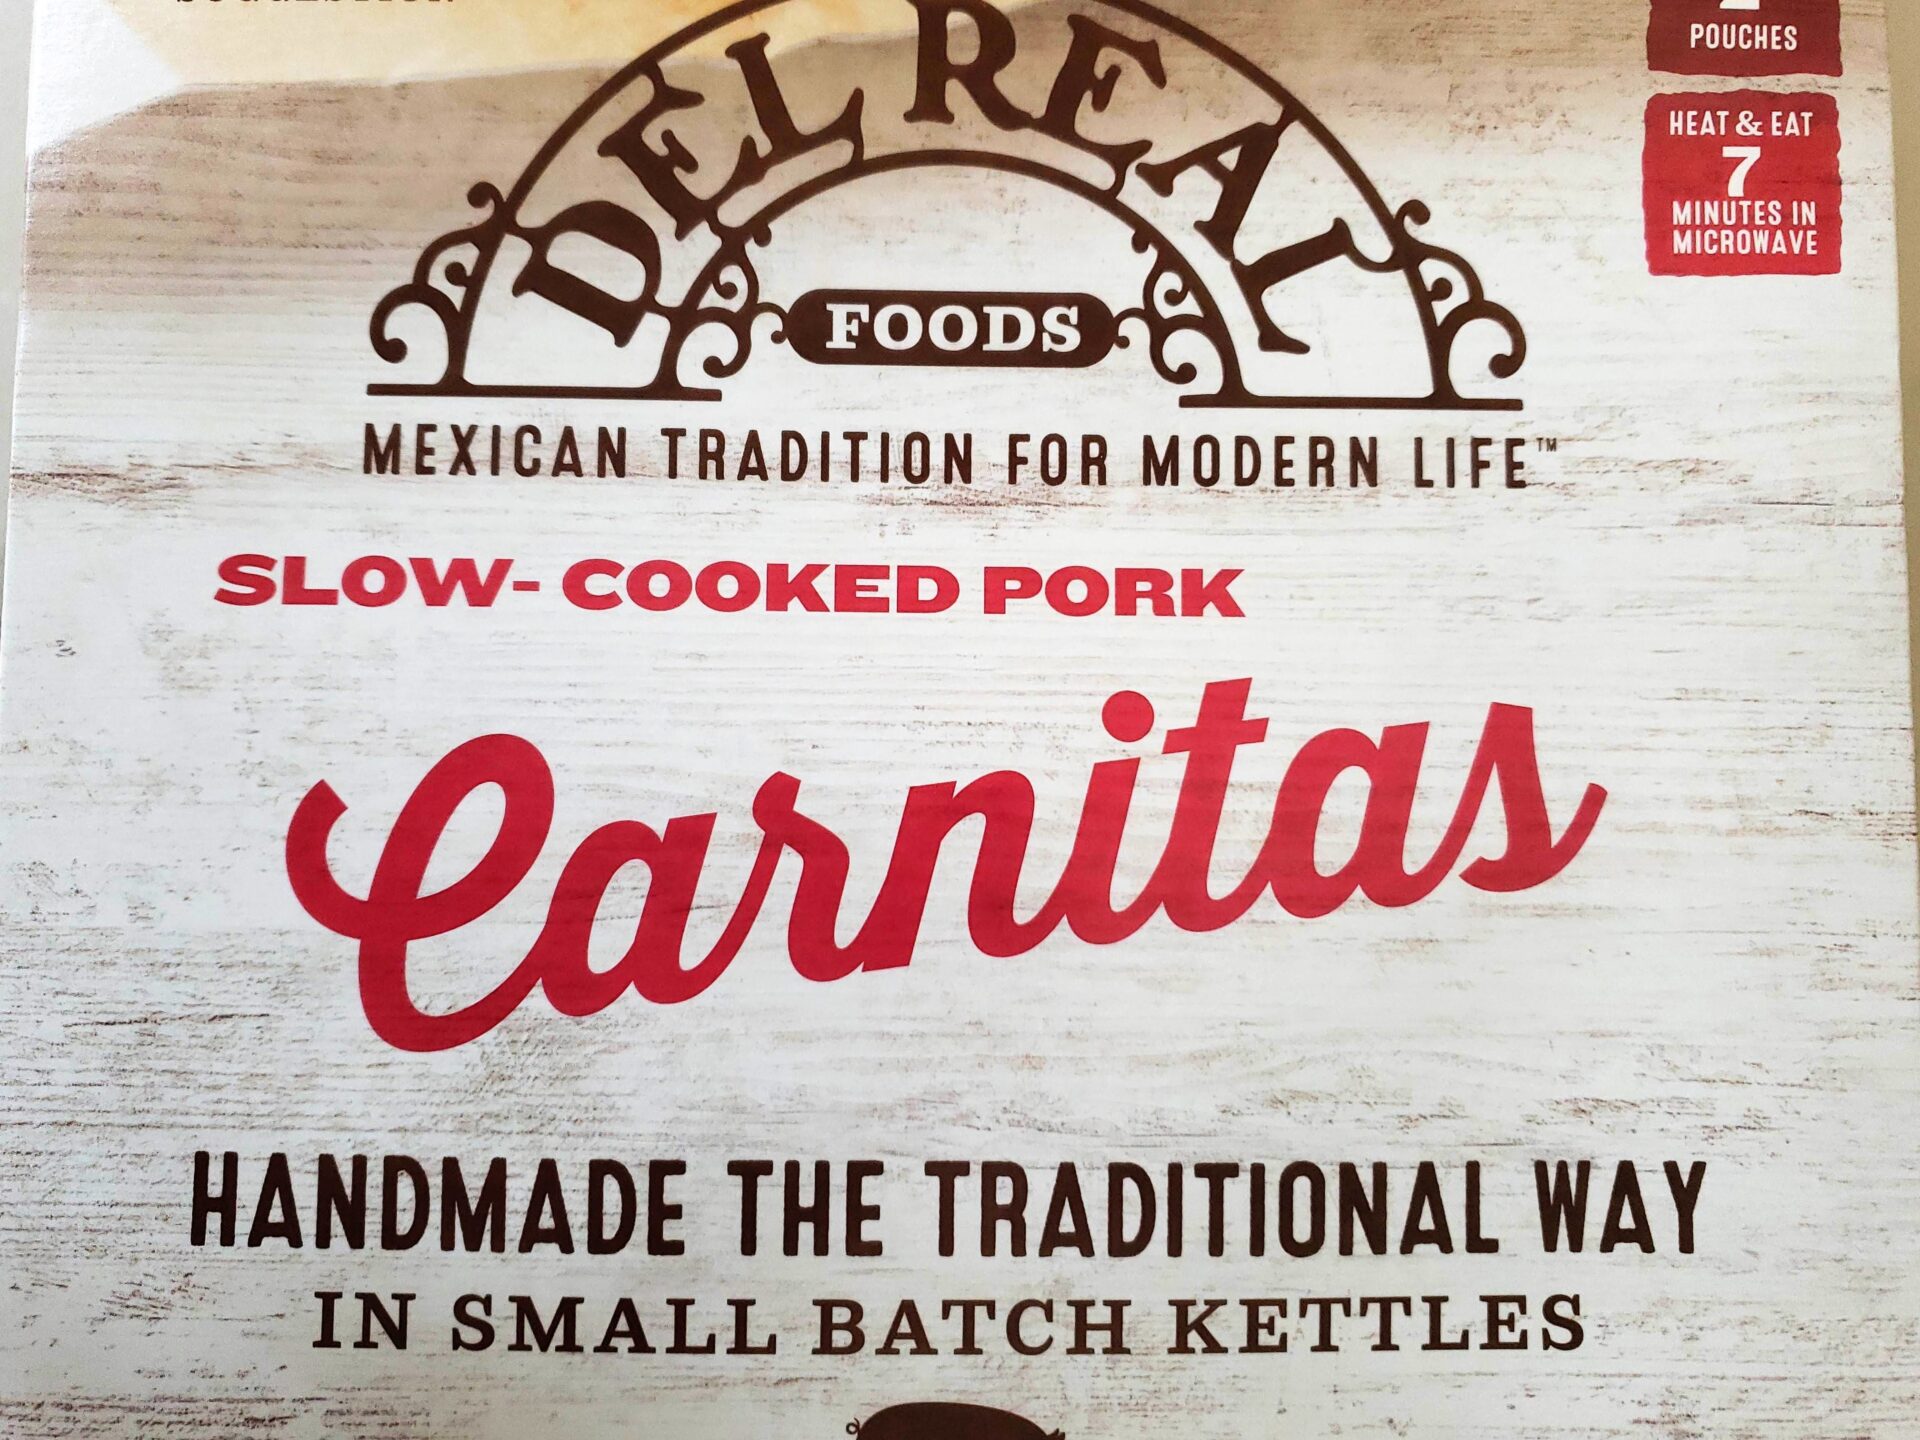 POUCHES
HEAT & EAT
7
MINUTES IN
MICROWAVE
DEL REAL
FOODS
MEXICAN TRADITION FOR MODERN LIFE™
SLOW- COOKED PORK
Carnitas
HANDMADE THE TRADITIONAL WAY
IN SMALL BATCH KETTLES